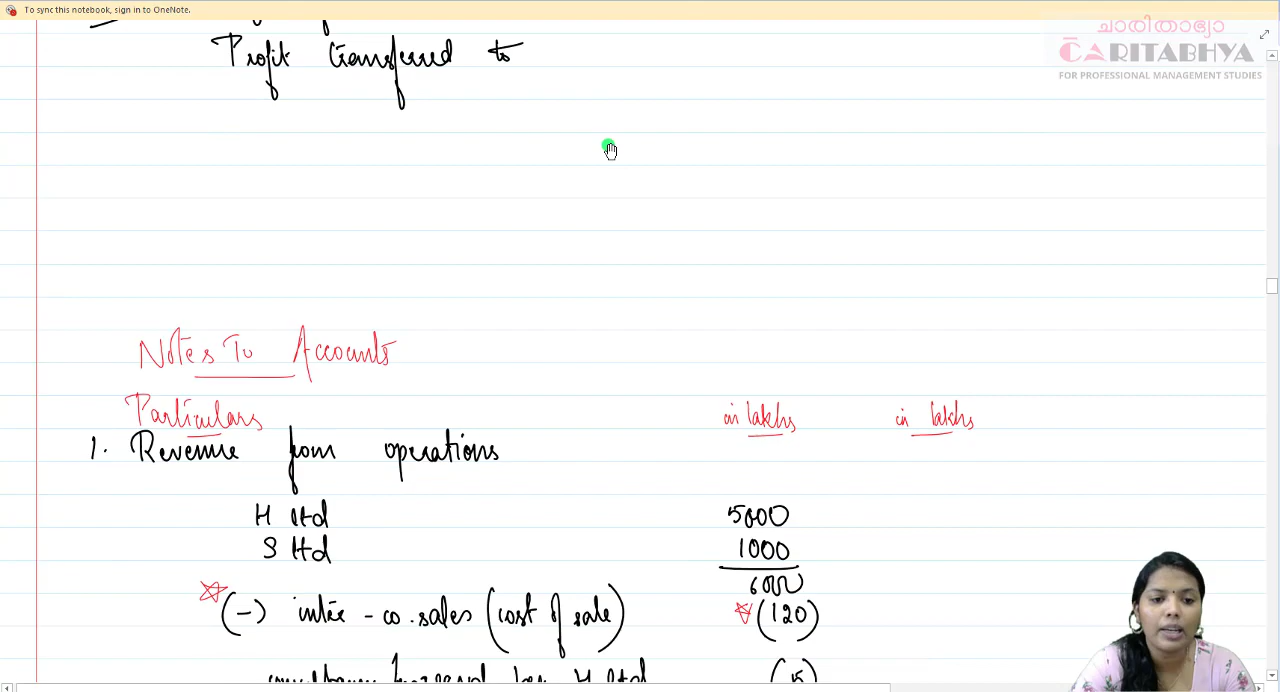 To sync this notebook, sign in to OneNote.
ചാരിതാഭ്യാ
CARITABHYA
FOR PROFESSIONAL MANAGEMENT STUDIES
Profit transferred to
Notes To Accounts
Particulars in lakhs in lakhs
1. Revenue from operations
H ltd 5000
S ltd 1000
6000
(-) inter-co.sales (cost of sale) (120)
H ltd